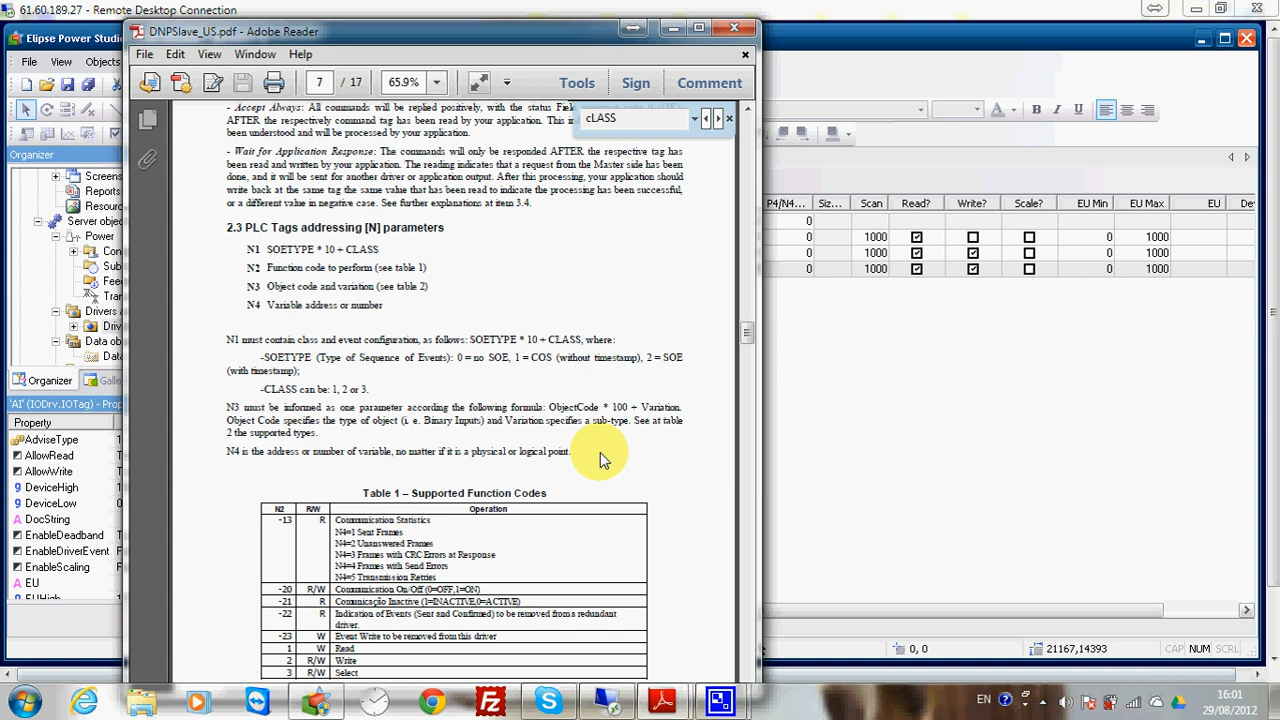 61.60.189.27 - Remote Desktop Connection
Elipse Power Studio
File View Objects
Organizer
Screens
Reports
Server objects
Power
Drivers a
Data ob
Organizer
'AI' (IODrv.IOTag) - Prop
Property
AdviseType
AllowRead
AllowWrite
DeviceHigh
DeviceLow
DocString
EnableDeadband
EnableDriverEvent
EnableScaling
EU
EUHigh
DNPSlave_US.pdf - Adobe Reader
File Edit View Window Help
7 / 17 65.9% Tools Sign Comment
cLASS
- Accept Always: All commands will be replied positively, with the status
AFTER the respectively command tag has been read by your application. This
been understood and will be processed by your application.
- Wait for Application Response: The commands will only be responded AFTER the respective tag has
been read and written by your application. The reading indicates that a request from the Master side has been
done, and it will be sent for another driver or application output. After this processing, your application should
write back at the same tag the same value that has been read to indicate the processing has been successful,
or a different value in negative case. See further explanations at item 3.4.
2.3 PLC Tags addressing [N] parameters
N1 SOETYPE * 10 + CLASS
N2 Function code to perform (see table 1)
N3 Object code and variation (see table 2)
N4 Variable address or number
N1 must contain class and event configuration, as follows: SOETYPE * 10 + CLASS, where:
-SOETYPE (Type of Sequence of Events): 0 = no SOE, 1 = COS (without timestamp), 2 = SOE
(with timestamp);
-CLASS can be: 1, 2 or 3.
N3 must be informed as one parameter according the following formula: ObjectCode * 100 + Variation.
Object Code specifies the type of object (i. e. Binary Inputs) and Variation specifies a sub-type. See at table
2 the supported types.
N4 is the address or number of variable, no matter if it is a physical or logical point.
Table 1 – Supported Function Codes
N2 R/W Operation
-13 R Communication Statistics
N4=1 Sent Frames
N4=2 Unanswered Frames
N4=3 Frames with CRC Errors at Response
N4=4 Frames with Send Errors
N4=5 Transmission Retries
-20 R/W Communication On/Off (0=OFF,1=ON)
-21 R Comunicação Inactive (1=INACTIVE,0=ACTIVE)
-22 R Indication of Events (Sent and Confirmed) to be removed from a redundant
driver.
-23 W Event Write to be removed from this driver
1 W Read
2 R/W Write
3 R/W Select
B I U
P4/N4... Siz... Scan Read? Write? Scale? EU Min EU Max EU De
0
0 1000 0 1000
0 1000 0 1000
0 1000 0 1000
0, 0 21167,14393 CAP NUM SCRL
EN 16:01
29/08/2012